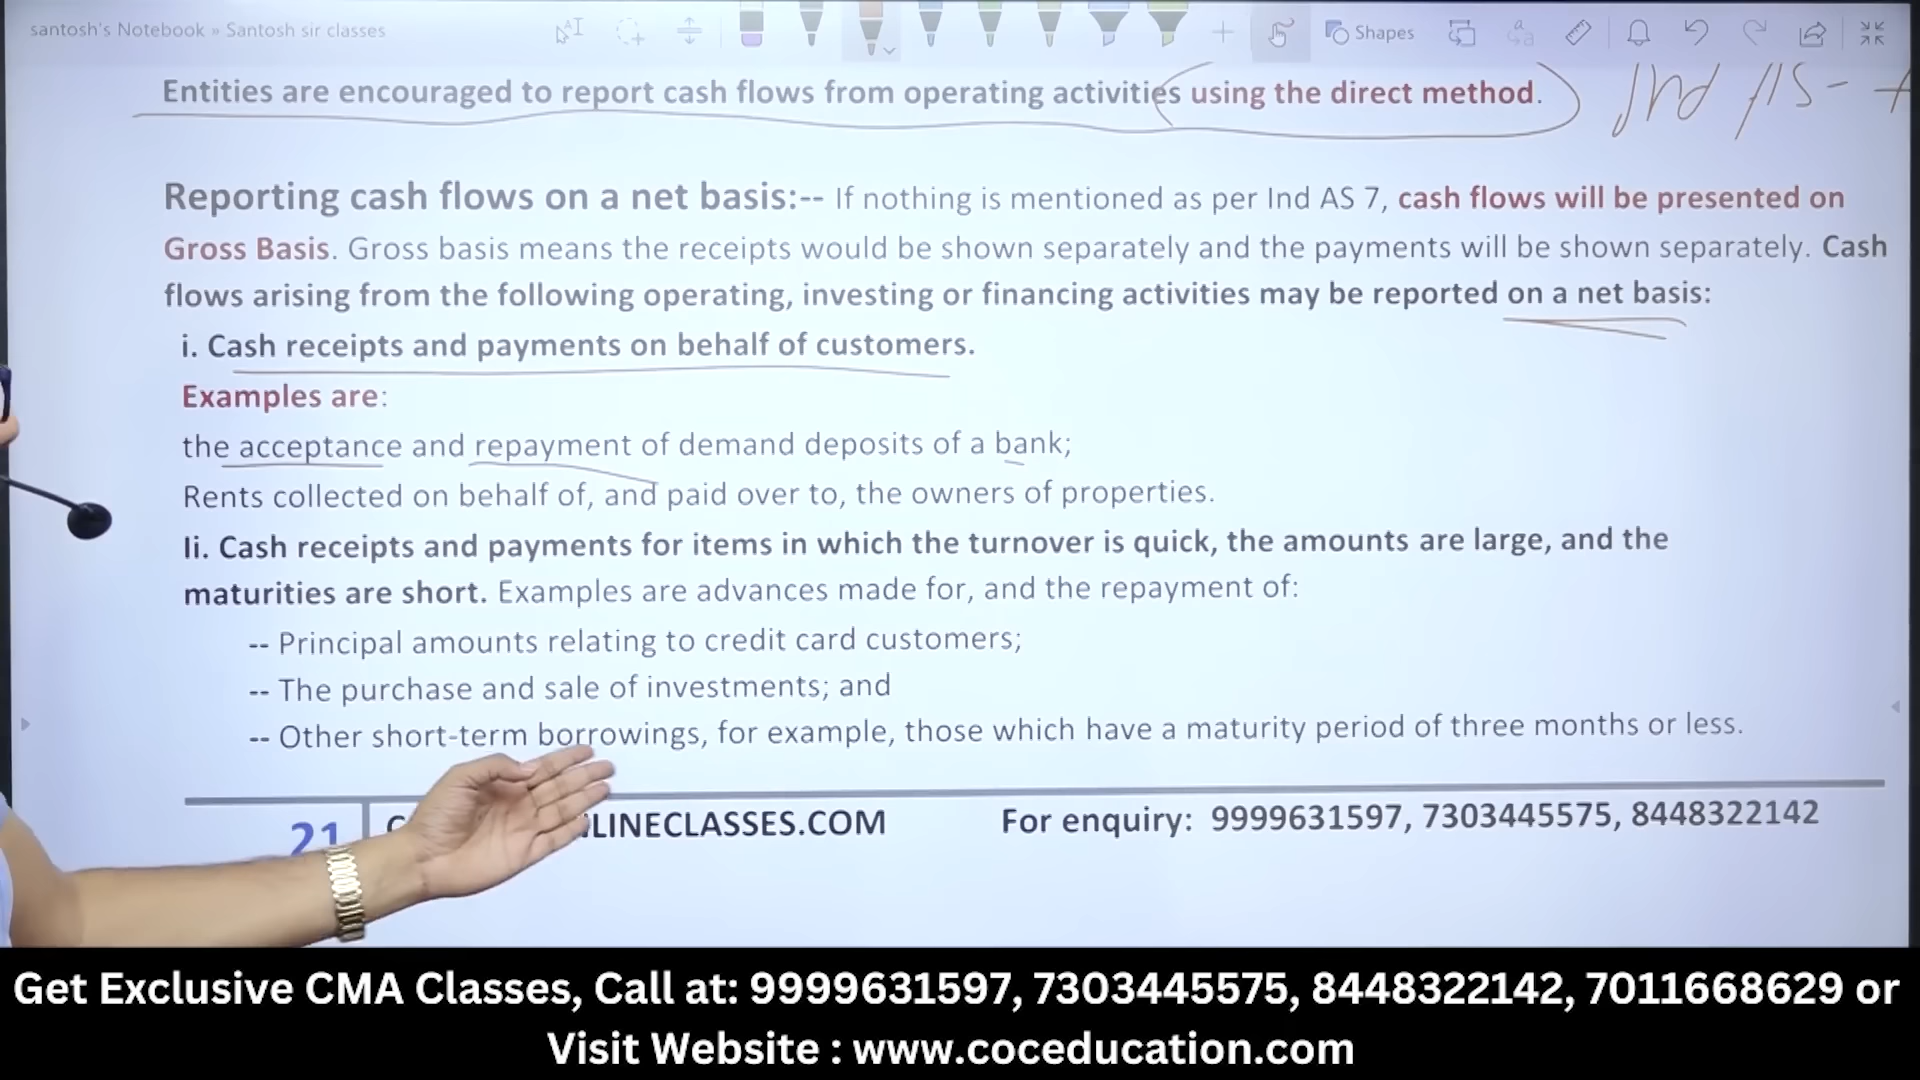 santosh's Notebook » Santosh sir classes
Shapes
Entities are encouraged to report cash flows from operating activities using the direct method.
Ind AS -
Reporting cash flows on a net basis:-- If nothing is mentioned as per Ind AS 7, cash flows will be presented on
Gross Basis. Gross basis means the receipts would be shown separately and the payments will be shown separately. Cash
flows arising from the following operating, investing or financing activities may be reported on a net basis:
i. Cash receipts and payments on behalf of customers.
Examples are:
the acceptance and repayment of demand deposits of a bank;
Rents collected on behalf of, and paid over to, the owners of properties.
Ii. Cash receipts and payments for items in which the turnover is quick, the amounts are large, and the
maturities are short. Examples are advances made for, and the repayment of:
-- Principal amounts relating to credit card customers;
-- The purchase and sale of investments; and
-- Other short-term borrowings, for example, those which have a maturity period of three months or less.
21 LINECLASSES.COM For enquiry: 9999631597, 7303445575, 8448322142
Get Exclusive CMA Classes, Call at: 9999631597, 7303445575, 8448322142, 7011668629 or
Visit Website : www.coceducation.com